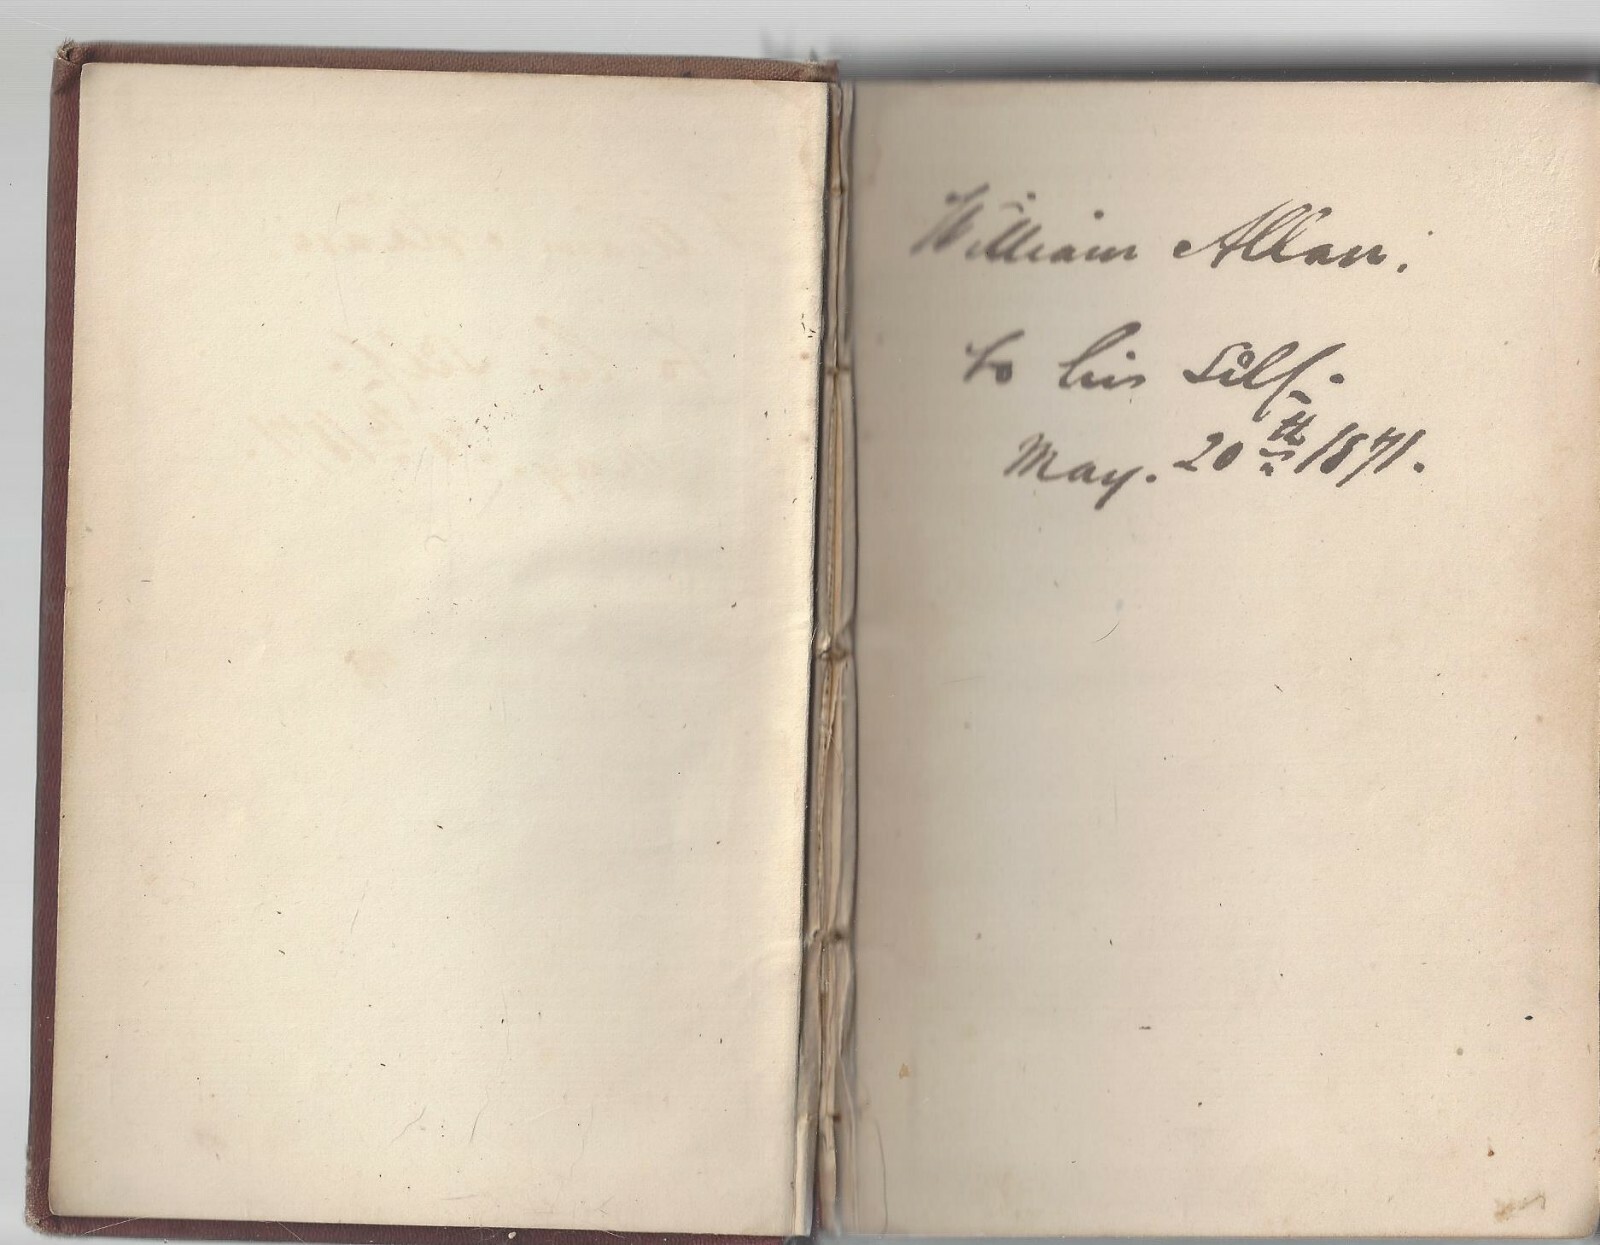 William Allan.
to his Self.
May. 20th 1871.